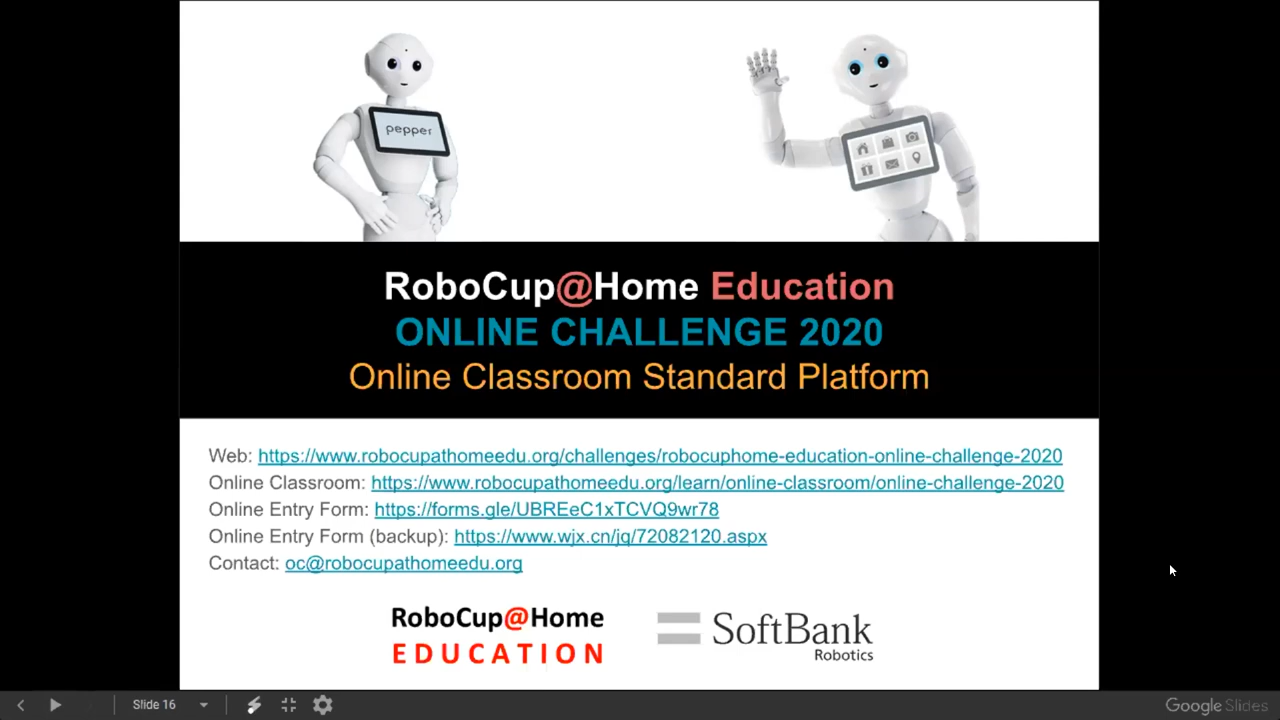 pepper
RoboCup@Home Education
ONLINE CHALLENGE 2020
Online Classroom Standard Platform
Web: https://www.robocupathomeedu.org/challenges/robocuphome-education-online-challenge-2020
Online Classroom: https://www.robocupathomeedu.org/learn/online-classroom/online-challenge-2020
Online Entry Form: https://forms.gle/UBREeC1xTCVQ9wr78
Online Entry Form (backup): https://www.wjx.cn/jq/72082120.aspx
Contact: oc@robocupathomeedu.org
RoboCup@Home
EDUCATION
SoftBank
Robotics
Slide 16
Google Slides